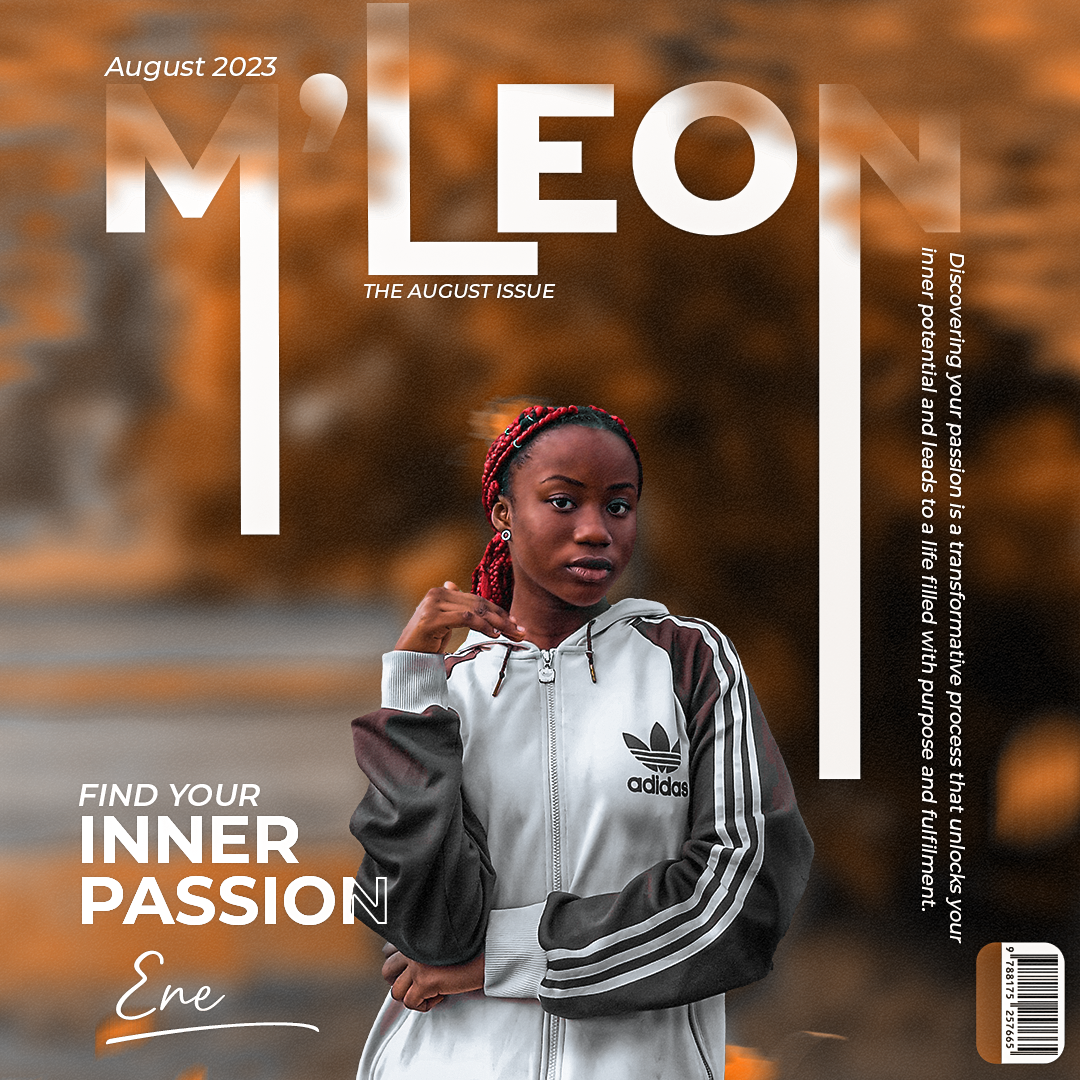 August 2023
M'LEON
THE AUGUST ISSUE
Discovering your passion is a transformative process that unlocks your
inner potential and leads to a life filled with purpose and fulfilment.
adidas
FIND YOUR
INNER
PASSION
Ene
9 788175 257665